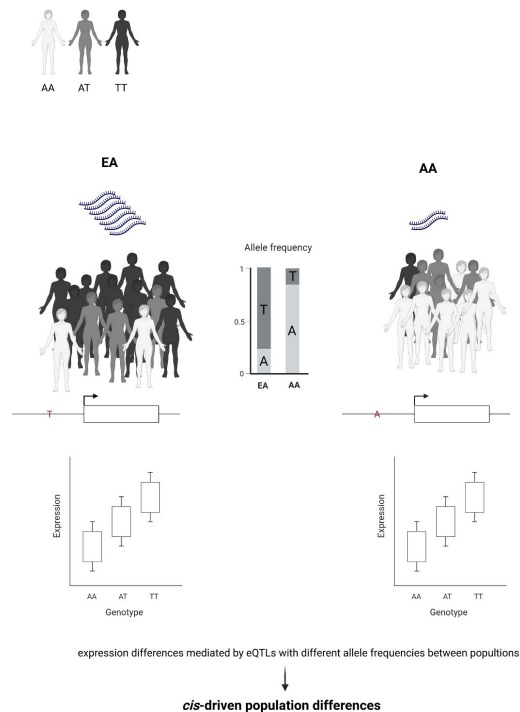 AA AT TT
EA
AA
Allele frequency
1
0.5
0
T
A
T
A
EA AA
T
A
Expression
AA AT TT
Genotype
Expression
AA AT TT
Genotype
expression differences mediated by eQTLs with different allele frequencies between popultions
cis-driven population differences